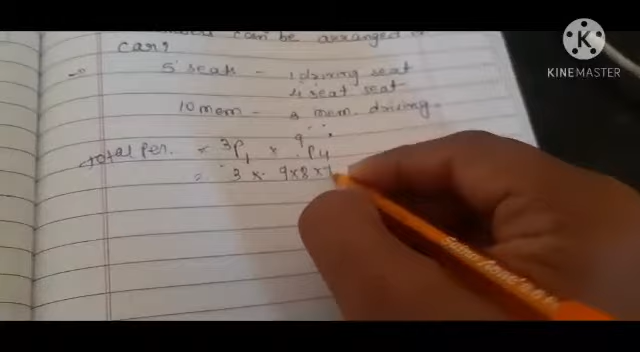 can be arranged
car?
5 seats - 1 driving seat
4 seat seat
10 mem - mem. driving.
Total Per. = 3P1 × 9P4
= 3 × 9×8×7
K
KINEMASTER